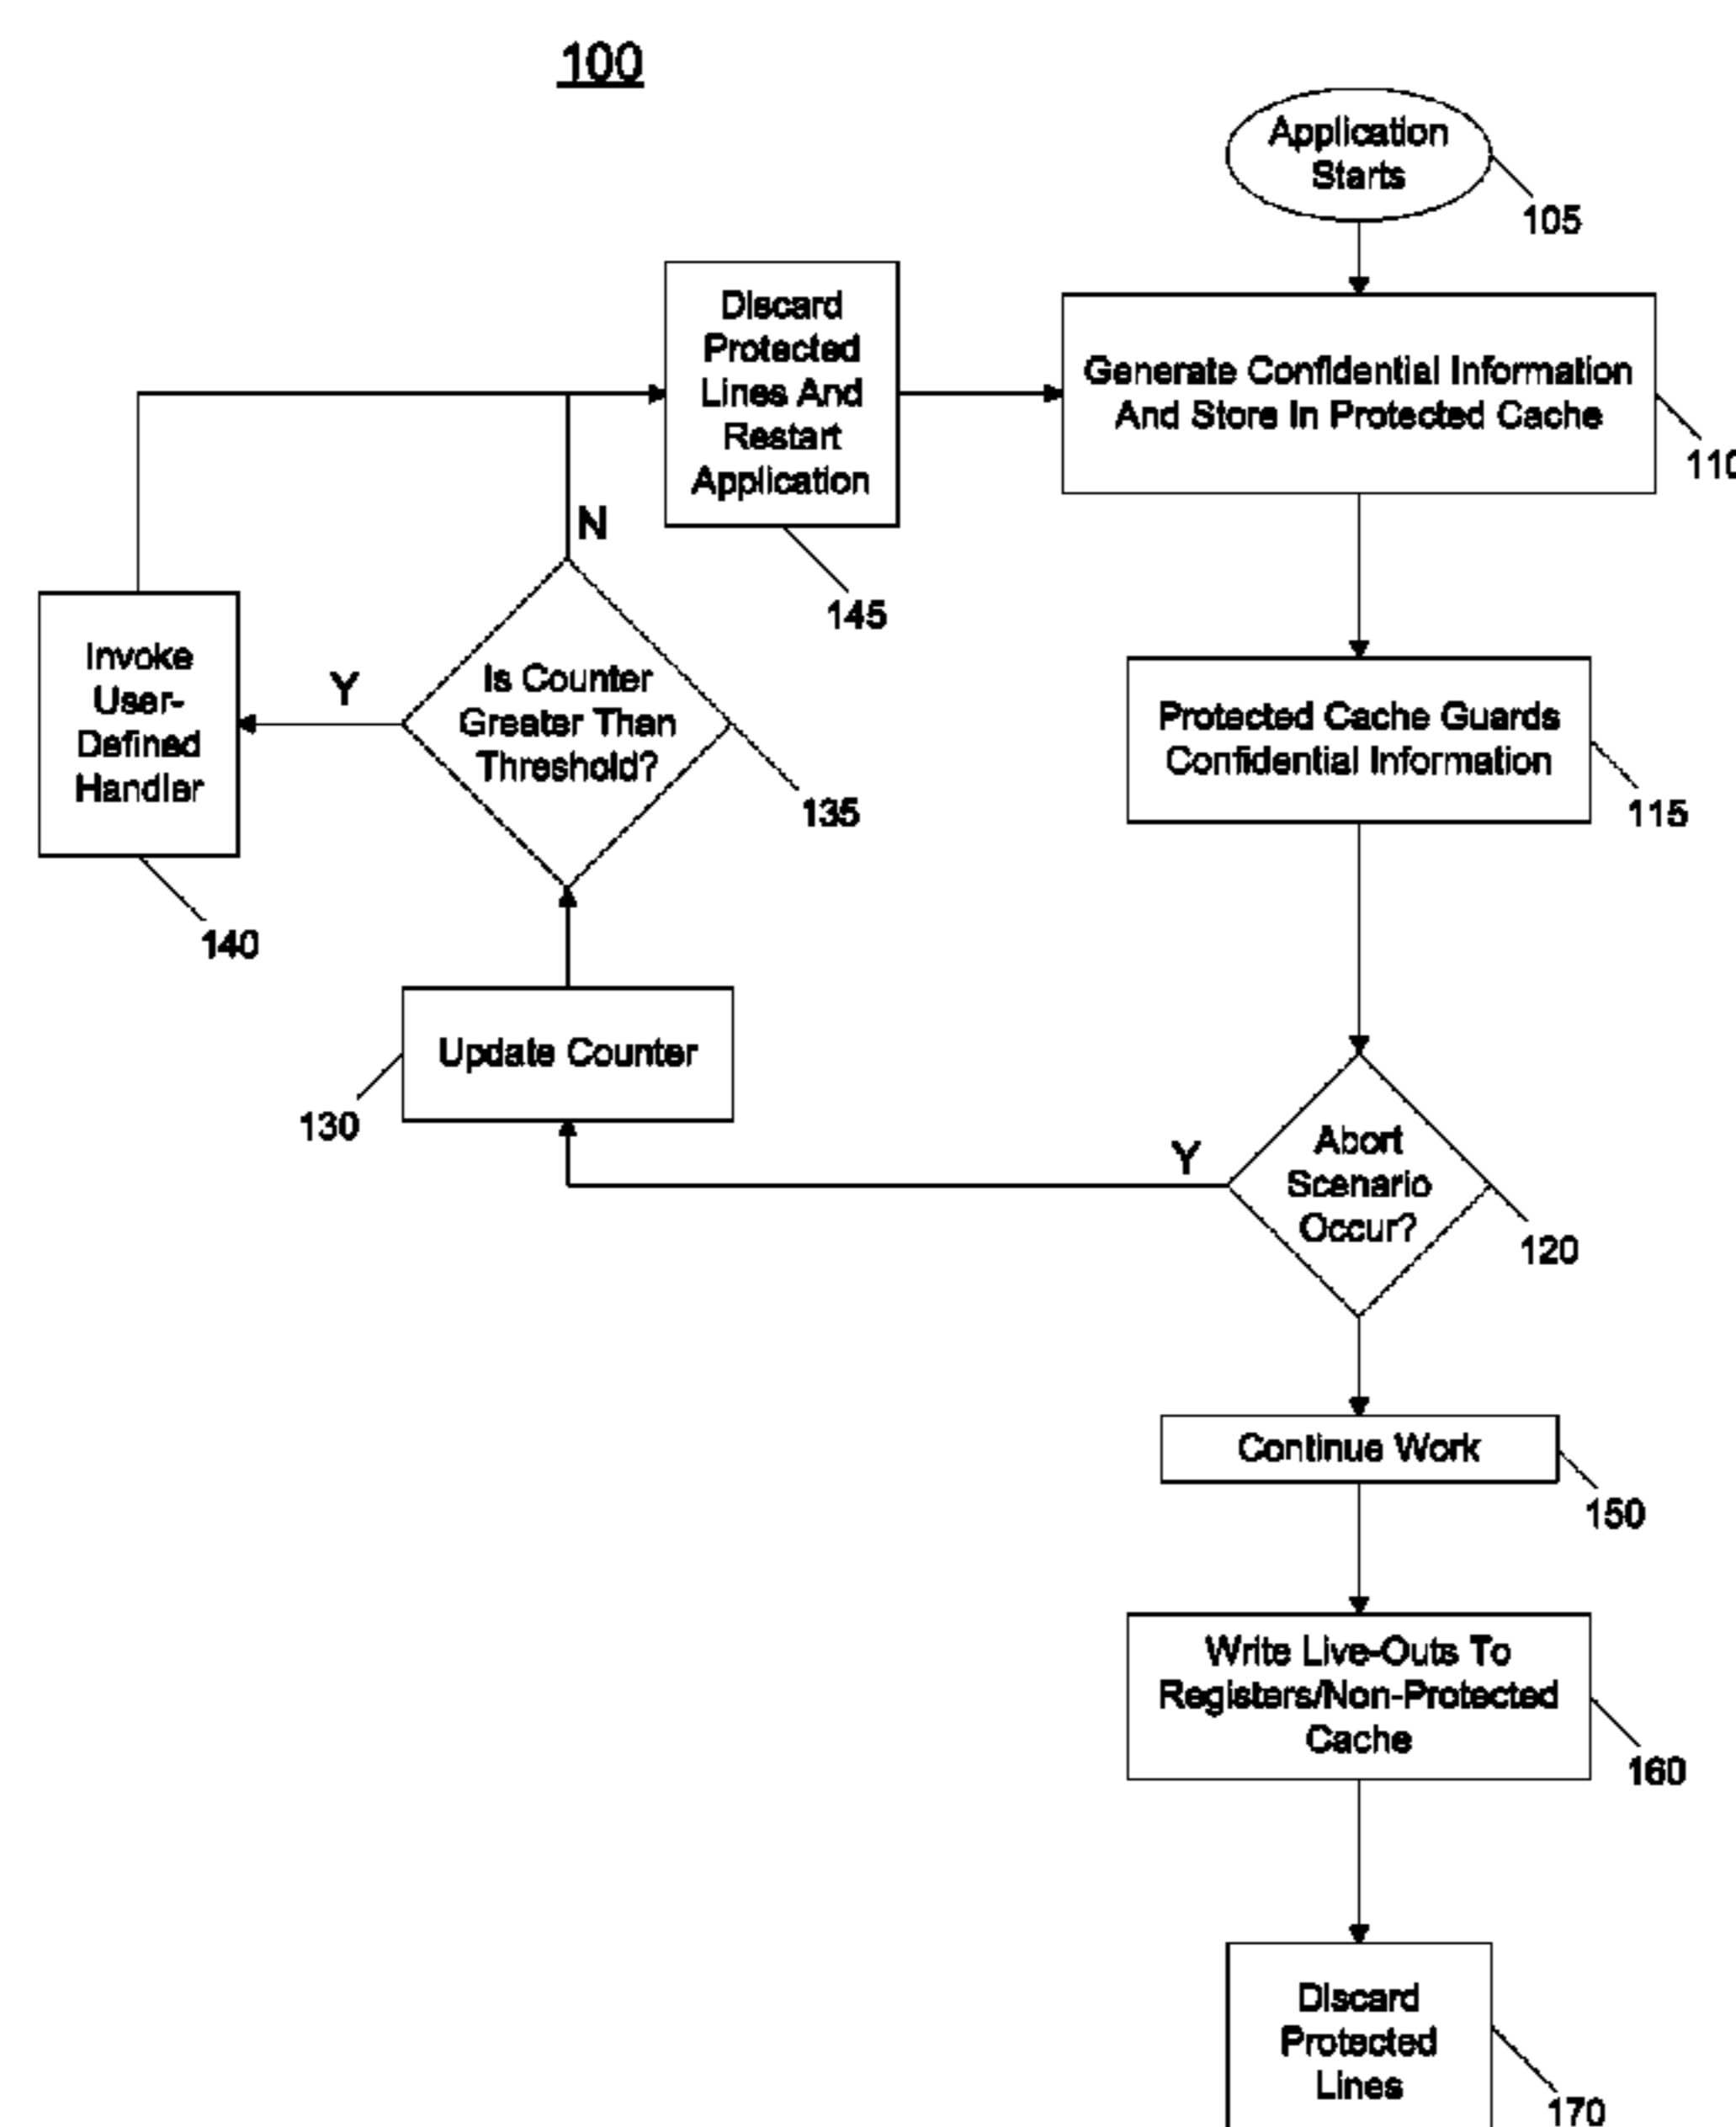 100
Application
Starts
105
Discard
Protected
Lines And
Restart
Application
145
Generate Confidential Information
And Store In Protected Cache
110
N
Invoke
User-
Defined
Handler
140
Y
Is Counter
Greater Than
Threshold?
135
Protected Cache Guards
Confidential Information
115
Update Counter
130
Y
Abort
Scenario
Occur?
120
Continue Work
150
Write Live-Outs To
Registers/Non-Protected
Cache
160
Discard
Protected
Lines
170